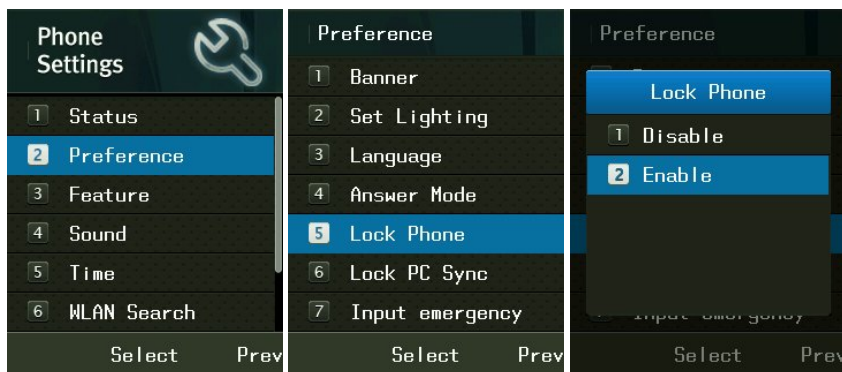 Phone
Settings
1 Status
2 Preference
3 Feature
4 Sound
5 Time
6 WLAN Search
Select Prev
Preference
1 Banner
2 Set Lighting
3 Language
4 Answer Mode
5 Lock Phone
6 Lock PC Sync
7 Input emergency
Select Prev
Preference
Lock Phone
1 Disable
2 Enable
Input emergency
Select Prev